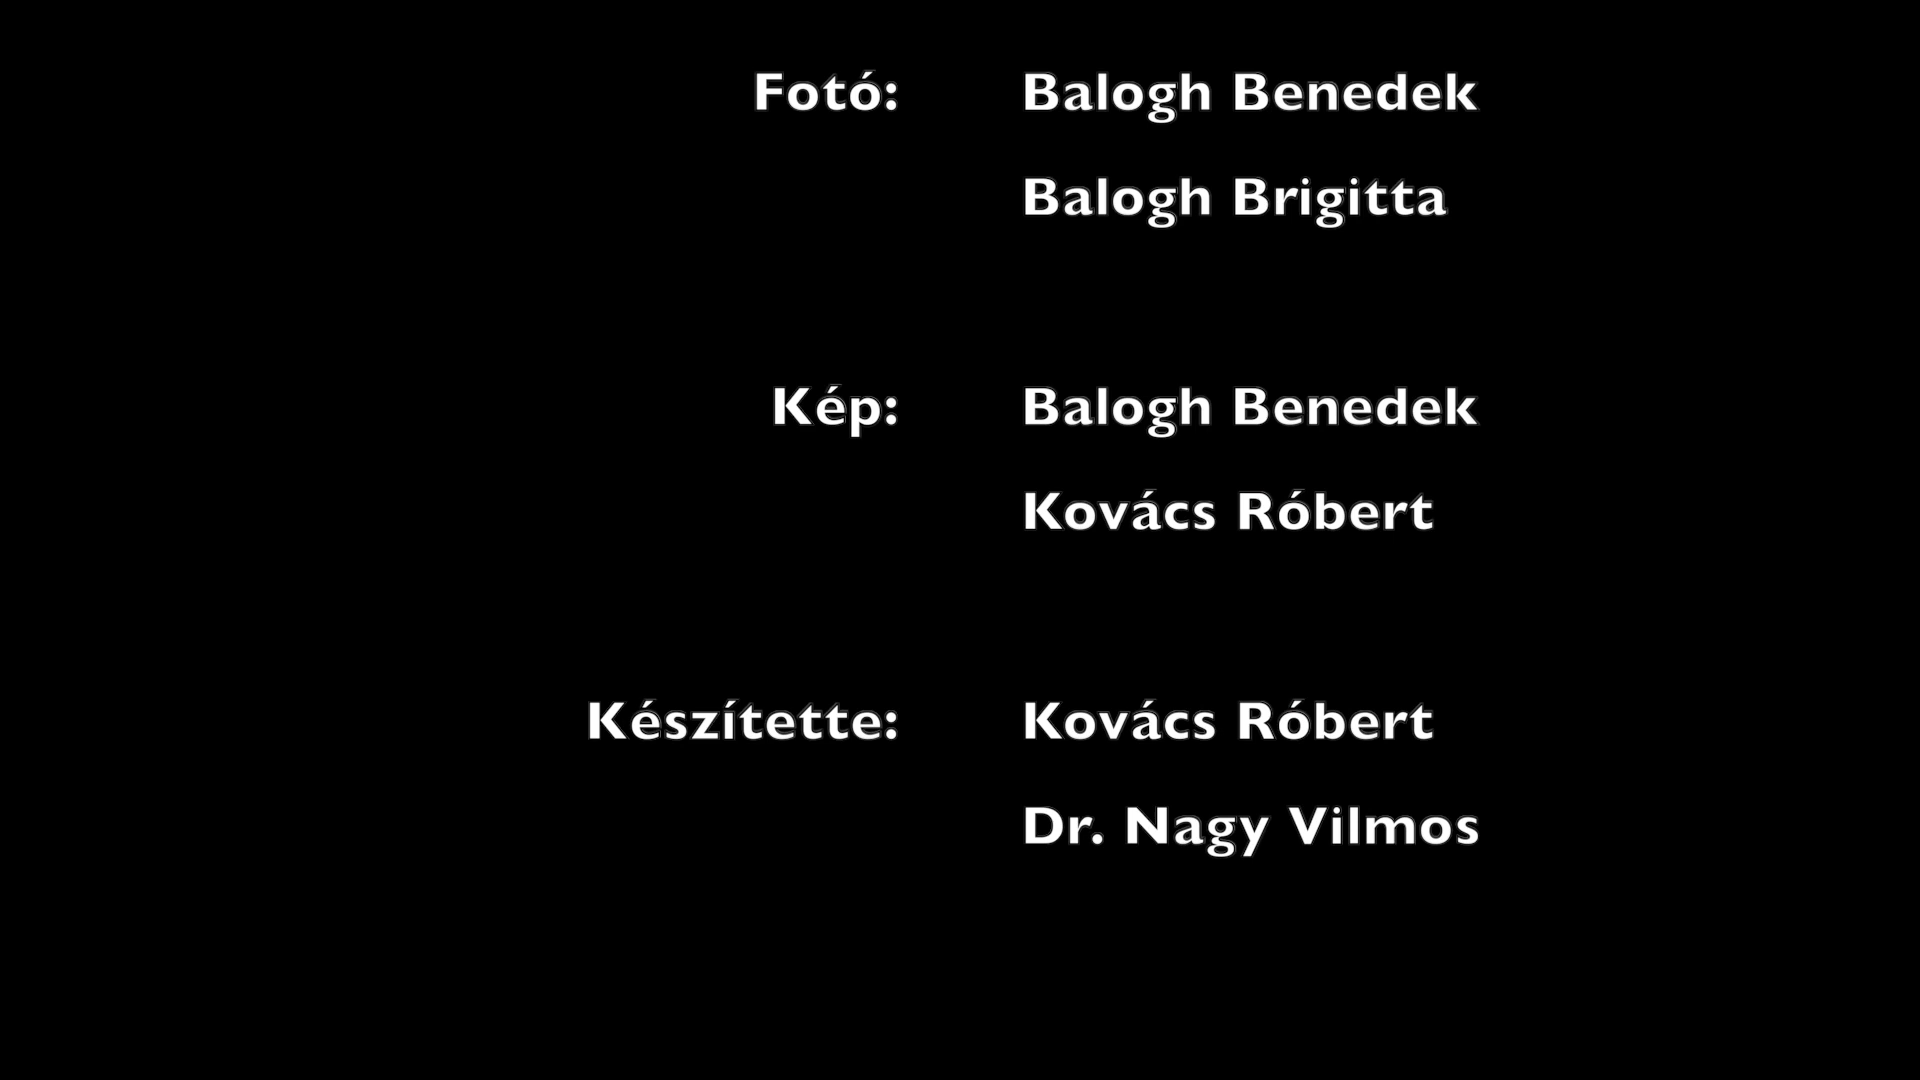 Fotó: Balogh Benedek
Balogh Brigitta
Kép: Balogh Benedek
Kovács Róbert
Készítette: Kovács Róbert
Dr. Nagy Vilmos